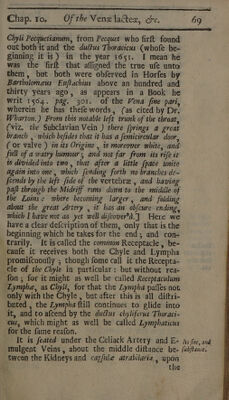 Chap. 10. Of the Venæ lacteæ, &c. 69
Chyli Pecquetianum, from Pecquet who first found
out both it and the ductus Thoracicus (whose be-
ginning it is) in the year 1651. I mean he
was the first that assigned the true use unto
them, but both were observed in Horses by
Bartholomæus Eustachius above an hundred and
thirty years ago, as appears in a Book he
writ 1564. pag. 301. of the Vena sine pari,
wherein he has these words, (as cited by Dr.
Wharton.) From this notable left trunk of the throat,
(viz. the Subclavian Vein) there springs a great
branch, which besides that it has a semicircular door,
(or valve) in its Origine, is moreover white, and
full of a watry humour, and not far from its rise is
is divided into two, that after a little space unite
again into one, which sending forth no branches de-
scends by the left side of the vertebræ, and having
past through the Midriff runs down to the middle of
the Loins: where becoming larger, and folding
about the great Artery, it has an obscure ending,
which I have not as yet well discover'd.] Here we
have a clear description of them, only that is the
beginning which he takes for the end; and con-
trarily. It is called the common Receptacle, be-
cause it receives both the Chyle and Lympha
promiscuously; though some call it the Recepta-
cle of the Chyle in particular: but without rea-
son; for it might as well be called Receptaculum
Lymphæ, as Chyli, for that the Lympha passes not
only with the Chyle, but after this is all distri-
buted, the Lympha still continues to glide into
it, and to ascend by the ductus chyliferus Thoraci-
cus, which might as well be called Lymphaticus
for the same reason.
It is seated under the Cœliack Artery and E-
mulgent Veins, about the middle distance be-
tween the Kidneys and capsulæ atrabilariæ, upon
the
Its site, and
substance.